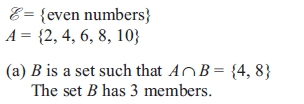 ℰ = {even numbers}
A = {2, 4, 6, 8, 10}
(a) B is a set such that A∩B = {4, 8}
The set B has 3 members.